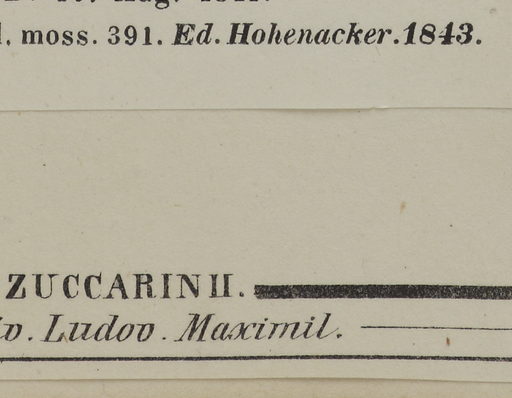 moss. 391. Ed. Hohenacker. 1843.
ZUCCARINII.
Ludov. Maximil.